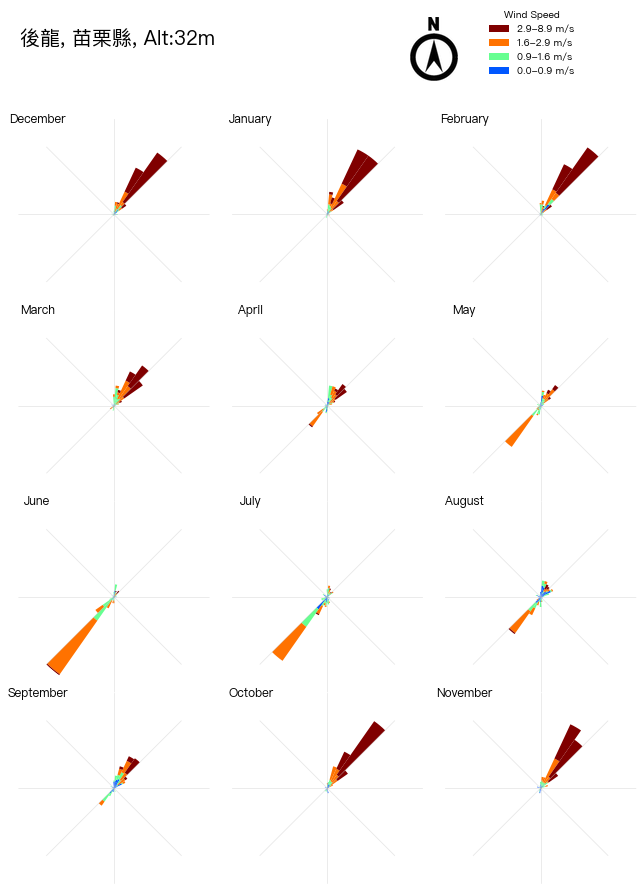 後龍, 苗栗縣, Alt:32m
N
Wind Speed
2.9–8.9 m/s
1.6–2.9 m/s
0.9–1.6 m/s
0.0–0.9 m/s
December
January
February
March
April
May
June
July
August
September
October
November